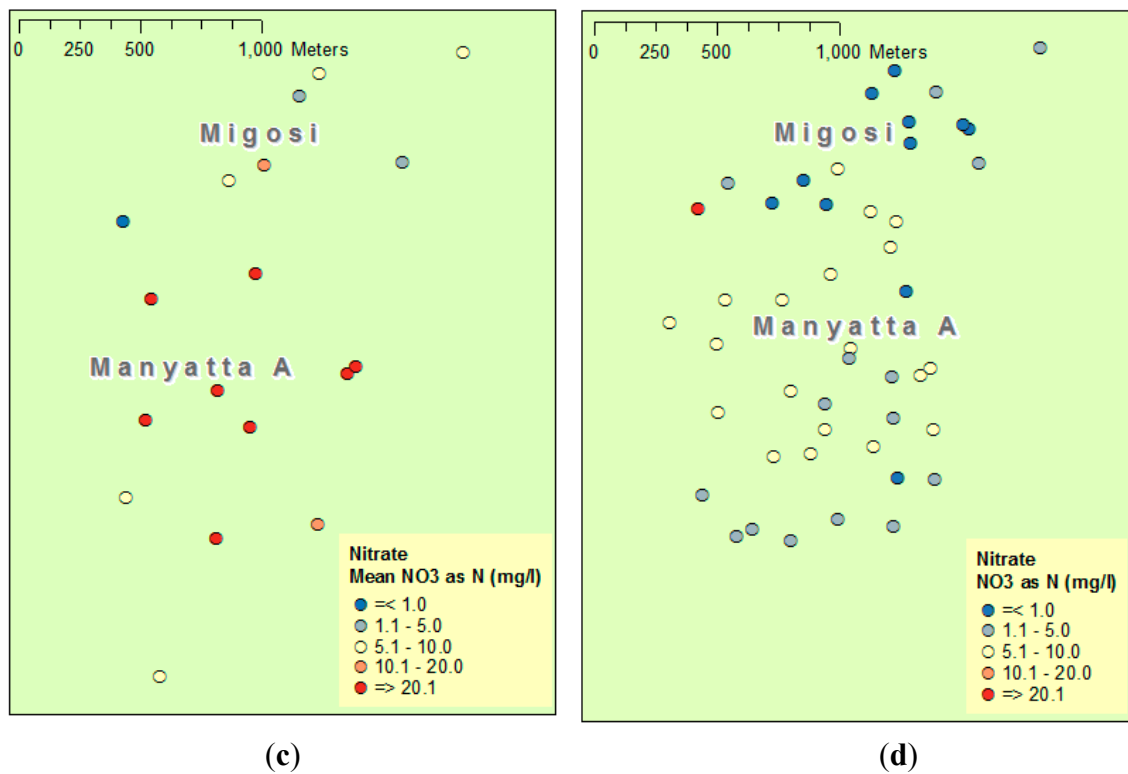 0 250 500 1,000 Meters
Migosi
Manyatta A
Nitrate
Mean NO3 as N (mg/l)
=< 1.0
1.1 - 5.0
5.1 - 10.0
10.1 - 20.0
=> 20.1
(c)
0 250 500 1,000 Meters
Migosi
Manyatta A
Nitrate
NO3 as N (mg/l)
=< 1.0
1.1 - 5.0
5.1 - 10.0
10.1 - 20.0
=> 20.1
(d)